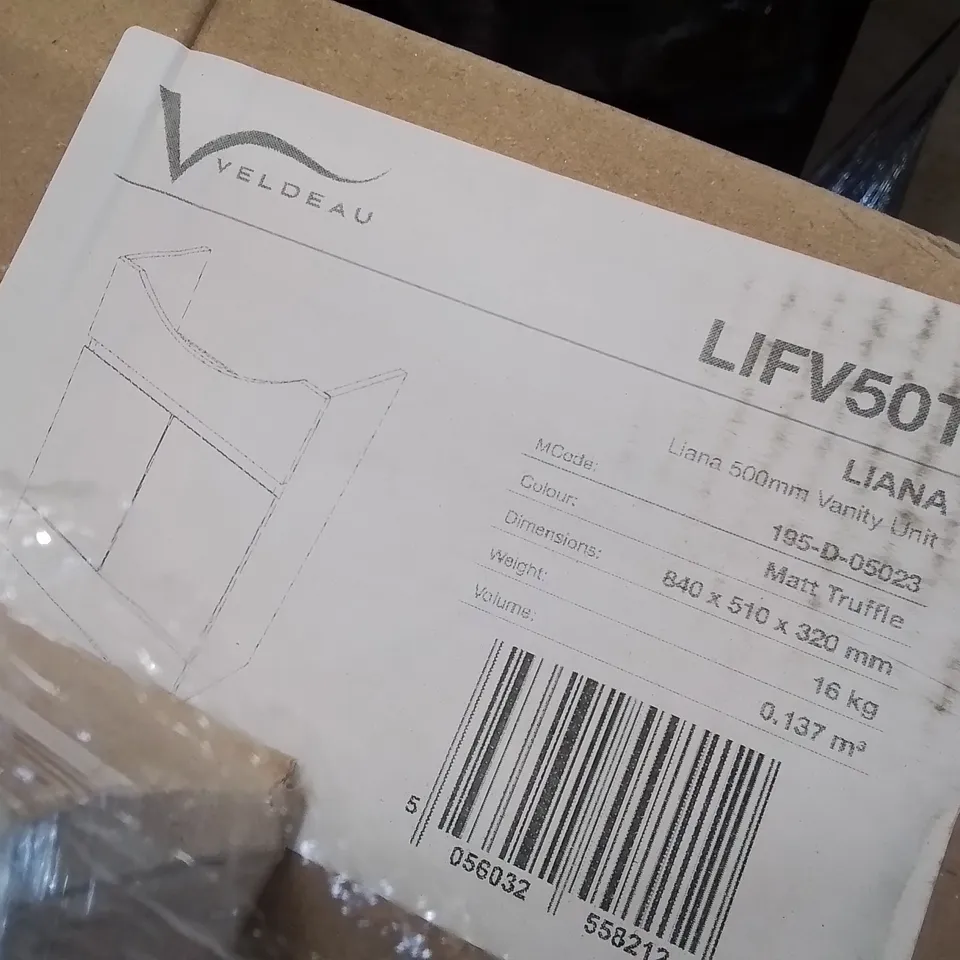 VELDEAU
LIFV50T
LIANA
Liana 500mm Vanity Unit
MCode: 195-D-05023
Colour: Matt Truffle
Dimensions: 840 x 510 x 320 mm
Weight: 16 kg
Volume: 0.137 m³
5 056032 558212